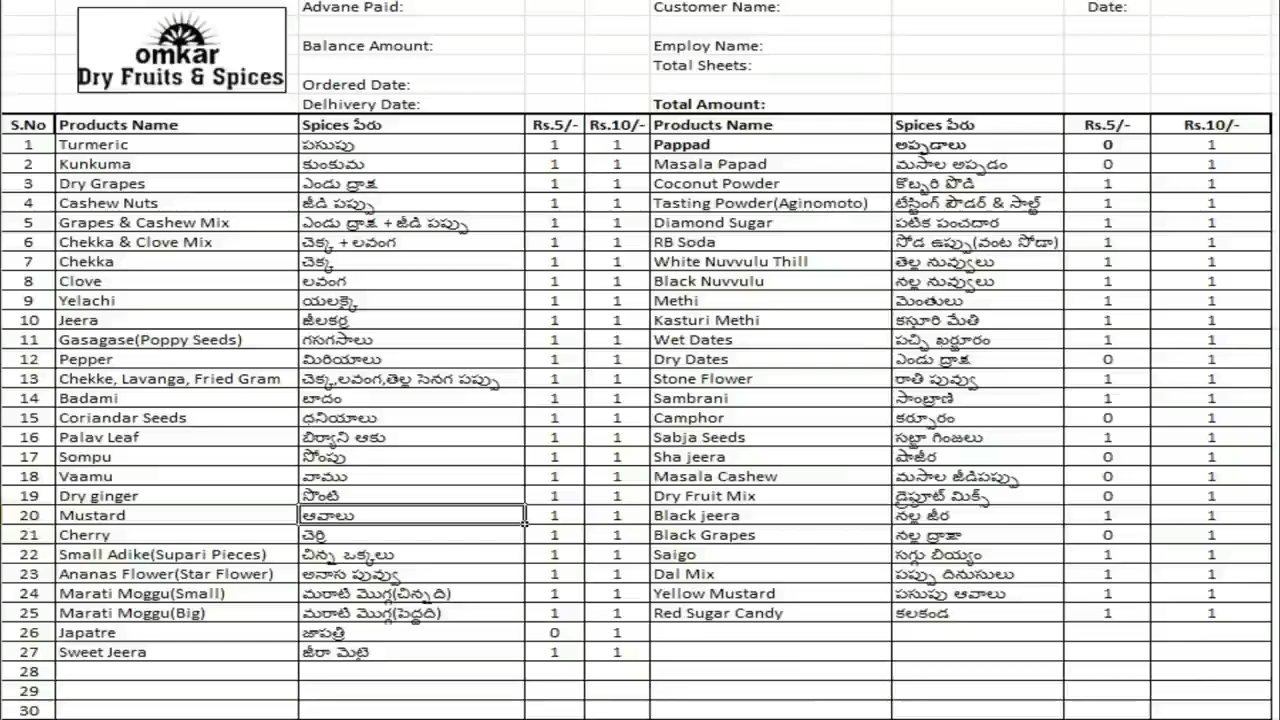 Advane Paid: Customer Name: Date:
omkar
Dry Fruits & Spices
Balance Amount: Employ Name:
Total Sheets:
Ordered Date:
Delhivery Date: Total Amount:
S.No Products Name Spices పేరు Rs.5/- Rs.10/- Products Name Spices పేరు Rs.5/- Rs.10/-
1 Turmeric పసుపు 1 1 Pappad అప్పడాలు 0 1
2 Kunkuma కుంకుమ 1 1 Masala Papad మసాల అప్పడం 0 1
3 Dry Grapes ఎండు ద్రాక్ష 1 1 Coconut Powder కొబ్బరి పొడి 1 1
4 Cashew Nuts జీడి పప్పు 1 1 Tasting Powder(Aginomoto) టేస్టింగ్ పౌడర్ & సాల్ట్ 1 1
5 Grapes & Cashew Mix ఎండు ద్రాక్ష + జీడి పప్పు 1 1 Diamond Sugar పటిక పంచదార 1 1
6 Chekka & Clove Mix చెక్క + లవంగ 1 1 RB Soda సోడ ఉప్పు(వంట సోడా) 1 1
7 Chekka చెక్క 1 1 White Nuvvulu Thill తెల్ల నువ్వులు 1 1
8 Clove లవంగ 1 1 Black Nuvvulu నల్ల నువ్వులు 1 1
9 Yelachi యలక్కై 1 1 Methi మెంతులు 1 1
10 Jeera జీలకర్ర 1 1 Kasturi Methi కసూరి మేతి 1 1
11 Gasagase(Poppy Seeds) గసగసాలు 1 1 Wet Dates పచ్చి ఖర్జూరం 1 1
12 Pepper మిరియాలు 1 1 Dry Dates ఎండు ద్రాక్ష 0 1
13 Chekke, Lavanga, Fried Gram చెక్క,లవంగ,తెల్ల సెనగ పప్పు 1 1 Stone Flower రాతి పువ్వు 1 1
14 Badami బాదం 1 1 Sambrani సాంబ్రాణి 1 1
15 Coriandar Seeds ధనియాలు 1 1 Camphor కర్పూరం 0 1
16 Palav Leaf బిర్యాని ఆకు 1 1 Sabja Seeds సబ్జా గింజలు 1 1
17 Sompu సోంపు 1 1 Sha jeera షాజీర 0 1
18 Vaamu వాము 1 1 Masala Cashew మసాల జీడిపప్పు 0 1
19 Dry ginger సొంటి 1 1 Dry Fruit Mix డ్రైఫ్రూట్ మిక్స్ 0 1
20 Mustard ఆవాలు 1 1 Black jeera నల్ల జీర 1 1
21 Cherry చెర్రి 1 1 Black Grapes నల్ల ద్రాక్షా 0 1
22 Small Adike(Supari Pieces) చిన్న ఒక్కలు 1 1 Saigo సగ్గు బియ్యం 1 1
23 Ananas Flower(Star Flower) అనాస పువ్వు 1 1 Dal Mix పప్పు దినుసులు 1 1
24 Marati Moggu(Small) మరాటి మొగ్గ(చిన్నది) 1 1 Yellow Mustard పసుపు ఆవాలు 1 1
25 Marati Moggu(Big) మరాటి మొగ్గ(పెద్దది) 1 1 Red Sugar Candy కలకండ 1 1
26 Japatre జాపత్రి 0 1
27 Sweet Jeera జీరా మెటై 1 1
28
29
30